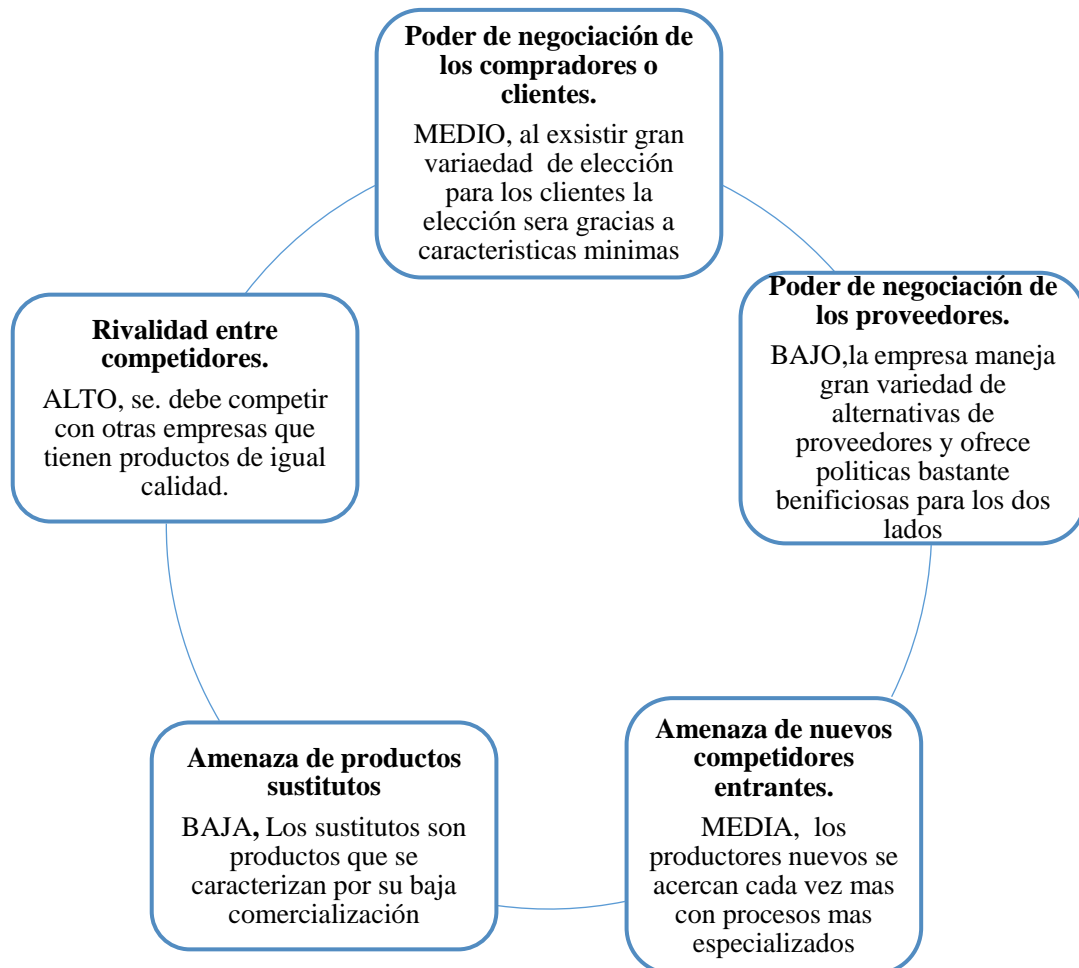 Poder de negociación de
los compradores o
clientes.
MEDIO, al exsistir gran
variaedad de elección
para los clientes la
elección sera gracias a
caracteristicas minimas
Poder de negociación de
los proveedores.
BAJO,la empresa maneja
gran variedad de
alternativas de
proveedores y ofrece
politicas bastante
benificiosas para los dos
lados
Amenaza de nuevos
competidores
entrantes.
MEDIA, los
productores nuevos se
acercan cada vez mas
con procesos mas
especializados
Amenaza de productos
sustitutos
BAJA, Los sustitutos son
productos que se
caracterizan por su baja
comercialización
Rivalidad entre
competidores.
ALTO, se. debe competir
con otras empresas que
tienen productos de igual
calidad.